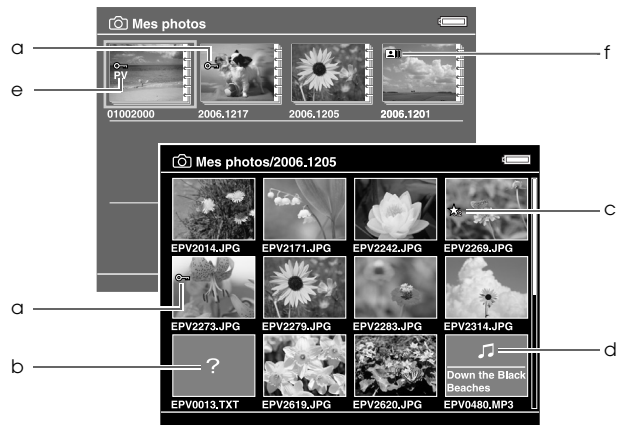 Mes photos
a
f
PV
e
01002000 2006.1217 2006.1205 2006.1201
Mes photos/2006.1205
c
EPV2014.JPG EPV2171.JPG EPV2242.JPG EPV2269.JPG
a
EPV2273.JPG EPV2279.JPG EPV2283.JPG EPV2314.JPG
b
?
d
Down the Black
Beaches
EPV0013.TXT EPV2619.JPG EPV2620.JPG EPV0480.MP3